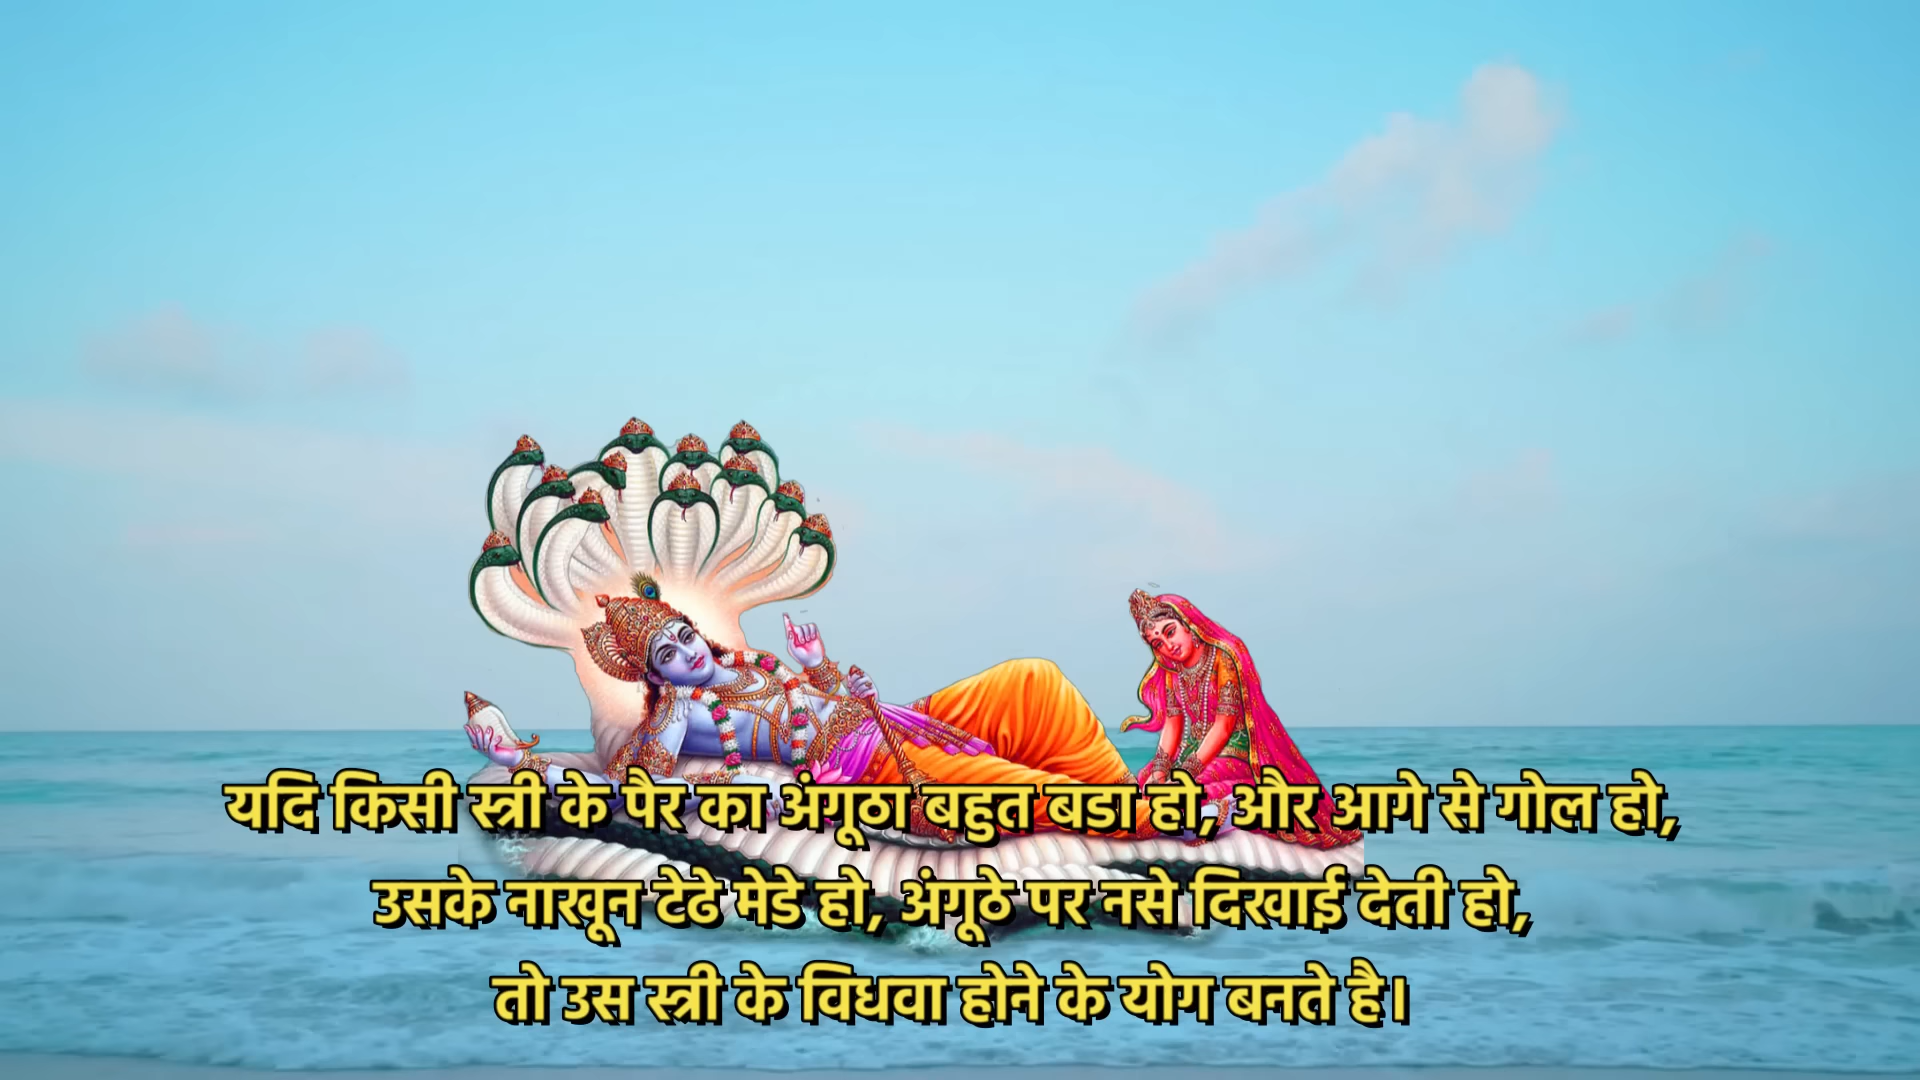 यदि किसी स्त्री के पैर का अंगूठा बहुत बडा हो, और आगे से गोल हो,
उसके नाखून टेढे मेडे हो, अंगूठे पर नसे दिखाई देती हो,
तो उस स्त्री के विधवा होने के योग बनते है।